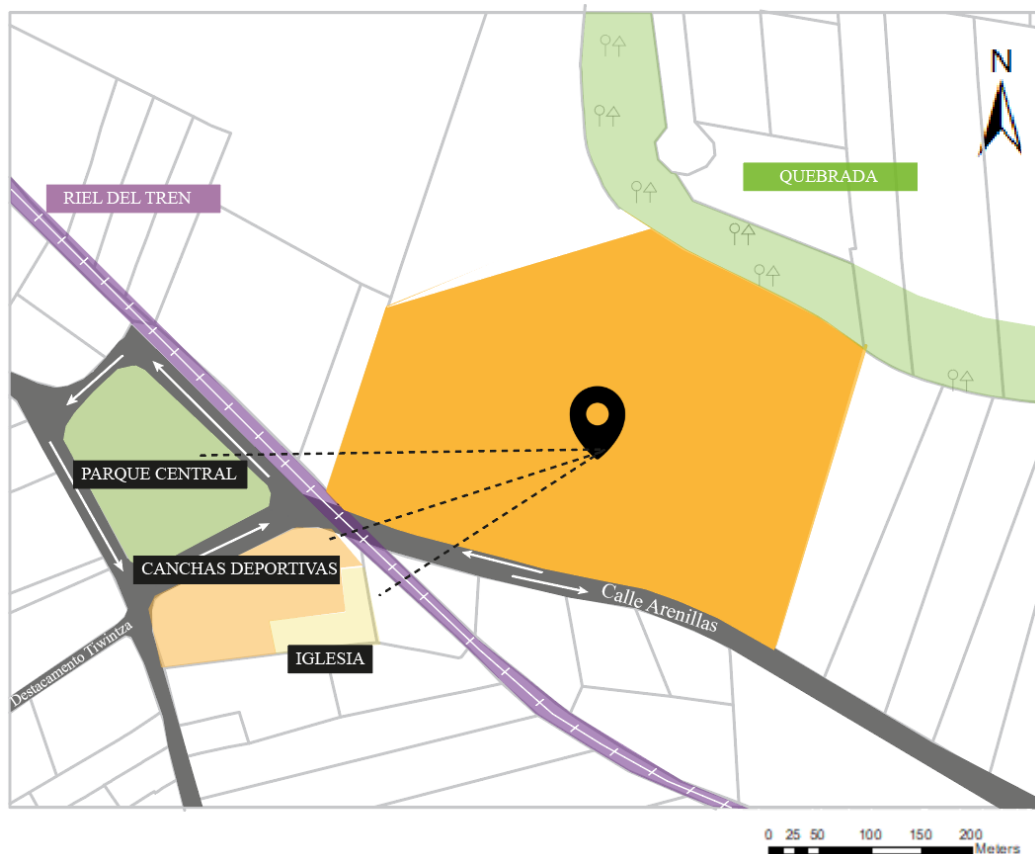 N
QUEBRADA
RIEL DEL TREN
PARQUE CENTRAL
CANCHAS DEPORTIVAS
Calle Arenillas
IGLESIA
Destacamento Tiwintza
0 25 50 100 150 200
Meters